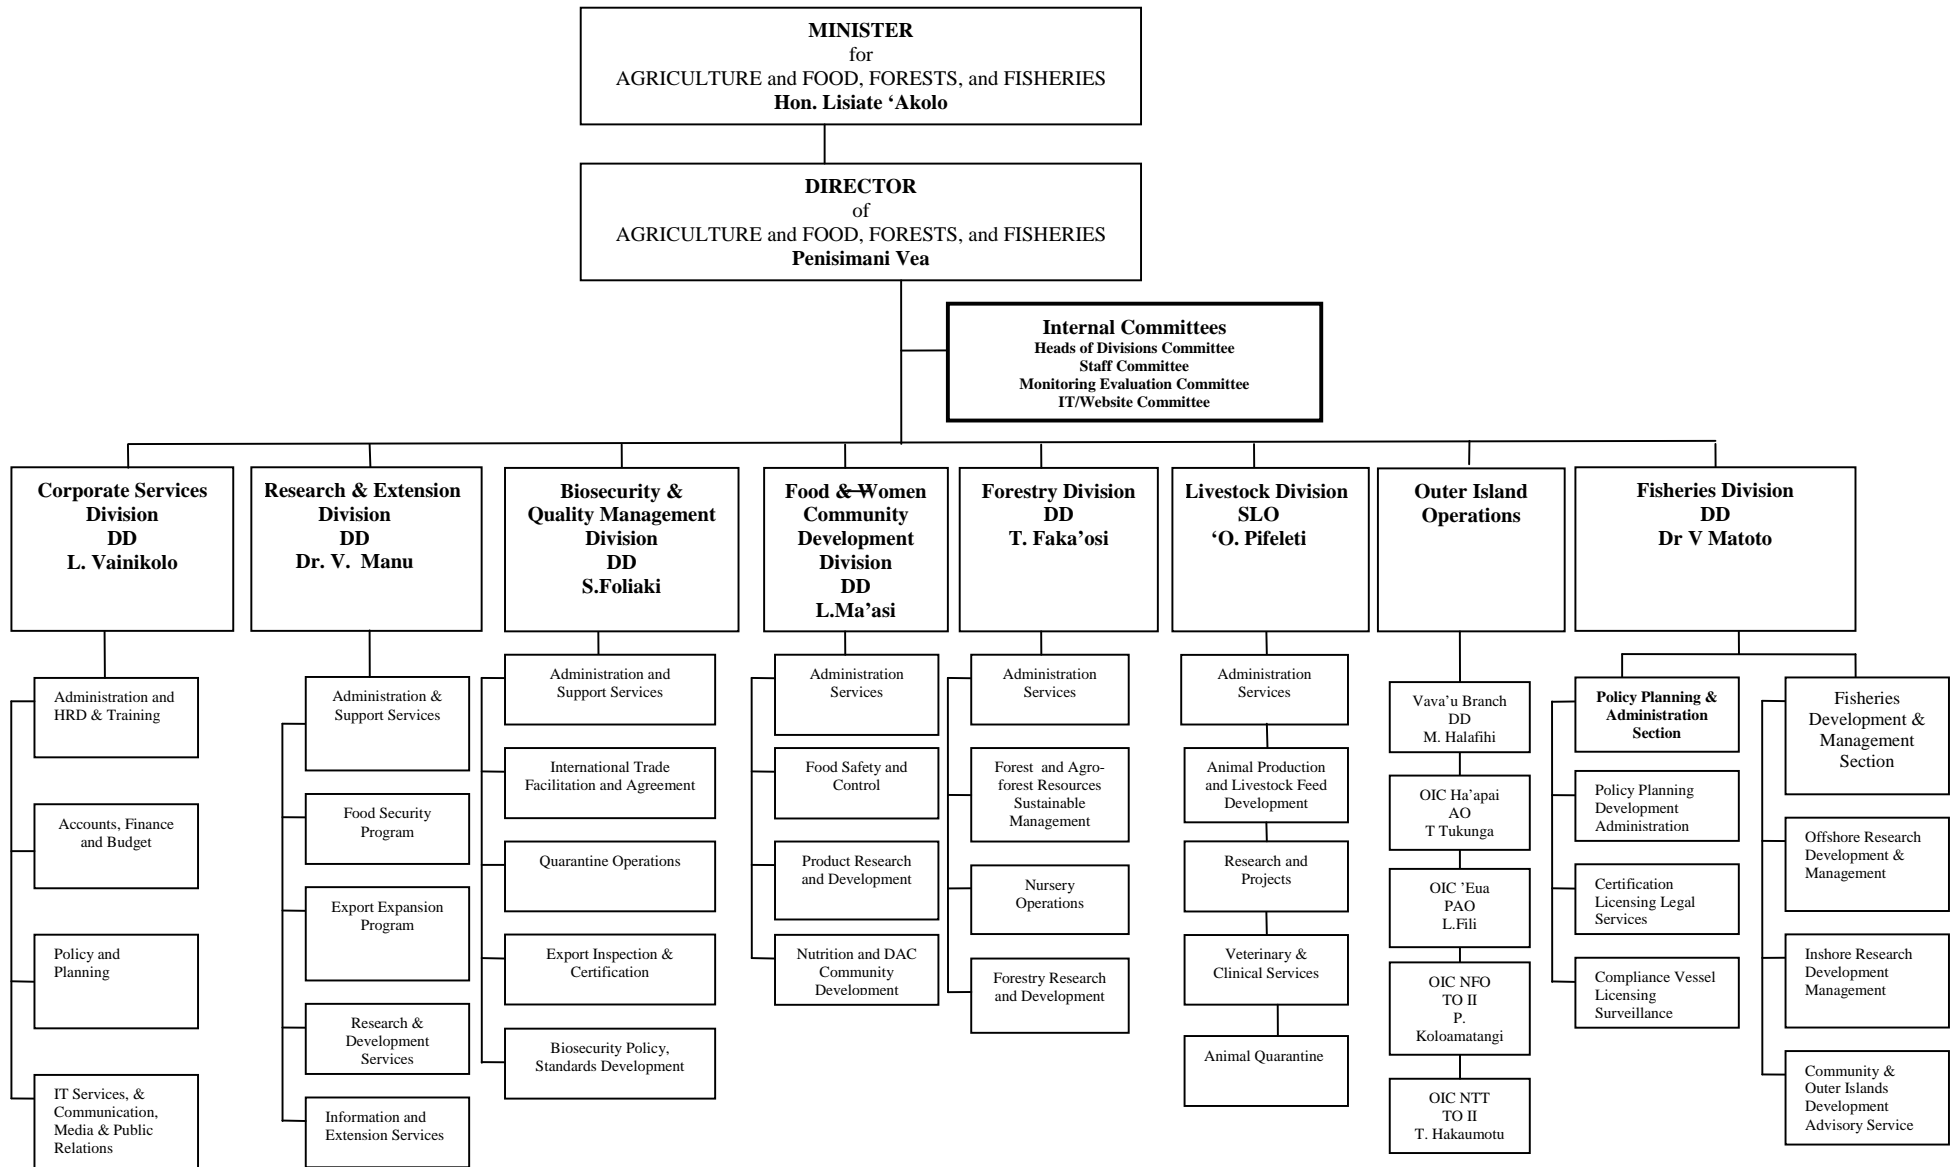 MINISTER
for
AGRICULTURE and FOOD, FORESTS, and FISHERIES
Hon. Lisiate ‘Akolo
DIRECTOR
of
AGRICULTURE and FOOD, FORESTS, and FISHERIES
Penisimani Vea
Internal Committees
Heads of Divisions Committee
Staff Committee
Monitoring Evaluation Committee
IT/Website Committee
Corporate Services
Division
DD
L. Vainikolo
Administration and
HRD & Training
Accounts, Finance
and Budget
Policy and
Planning
IT Services, &
Communication,
Media & Public
Relations
Research & Extension
Division
DD
Dr. V. Manu
Administration &
Support Services
Food Security
Program
Export Expansion
Program
Research &
Development
Services
Information and
Extension Services
Biosecurity &
Quality Management
Division
DD
S.Foliaki
Administration and
Support Services
International Trade
Facilitation and Agreement
Quarantine Operations
Export Inspection &
Certification
Biosecurity Policy,
Standards Development
Food & Women
Community
Development
Division
DD
L.Ma’asi
Administration
Services
Food Safety and
Control
Product Research
and Development
Nutrition and DAC
Community
Development
Forestry Division
DD
T. Faka'osi
Administration
Services
Forest and Agro-
forest Resources
Sustainable
Management
Nursery
Operations
Forestry Research
and Development
Livestock Division
SLO
‘O. Pifeleti
Administration
Services
Animal Production
and Livestock Feed
Development
Research and
Projects
Veterinary &
Clinical Services
Animal Quarantine
Outer Island
Operations
Vava’u Branch
DD
M. Halafihi
OIC Ha’apai
AO
T Tukunga
OIC ’Eua
PAO
L.Fili
OIC NFO
TO II
P.
Koloamatangi
OIC NTT
TO II
T. Hakaumotu
Fisheries Division
DD
Dr V Matoto
Policy Planning &
Administration
Section
Policy Planning
Development
Administration
Certification
Licensing Legal
Services
Compliance Vessel
Licensing
Surveillance
Fisheries
Development &
Management
Section
Offshore Research
Development &
Management
Inshore Research
Development
Management
Community &
Outer Islands
Development
Advisory Service